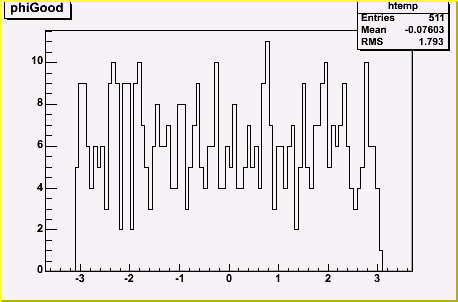 phiGood
htemp
Entries 511
Mean -0.07603
RMS 1.793
10
8
6
4
2
0
-3 -2 -1 0 1 2 3